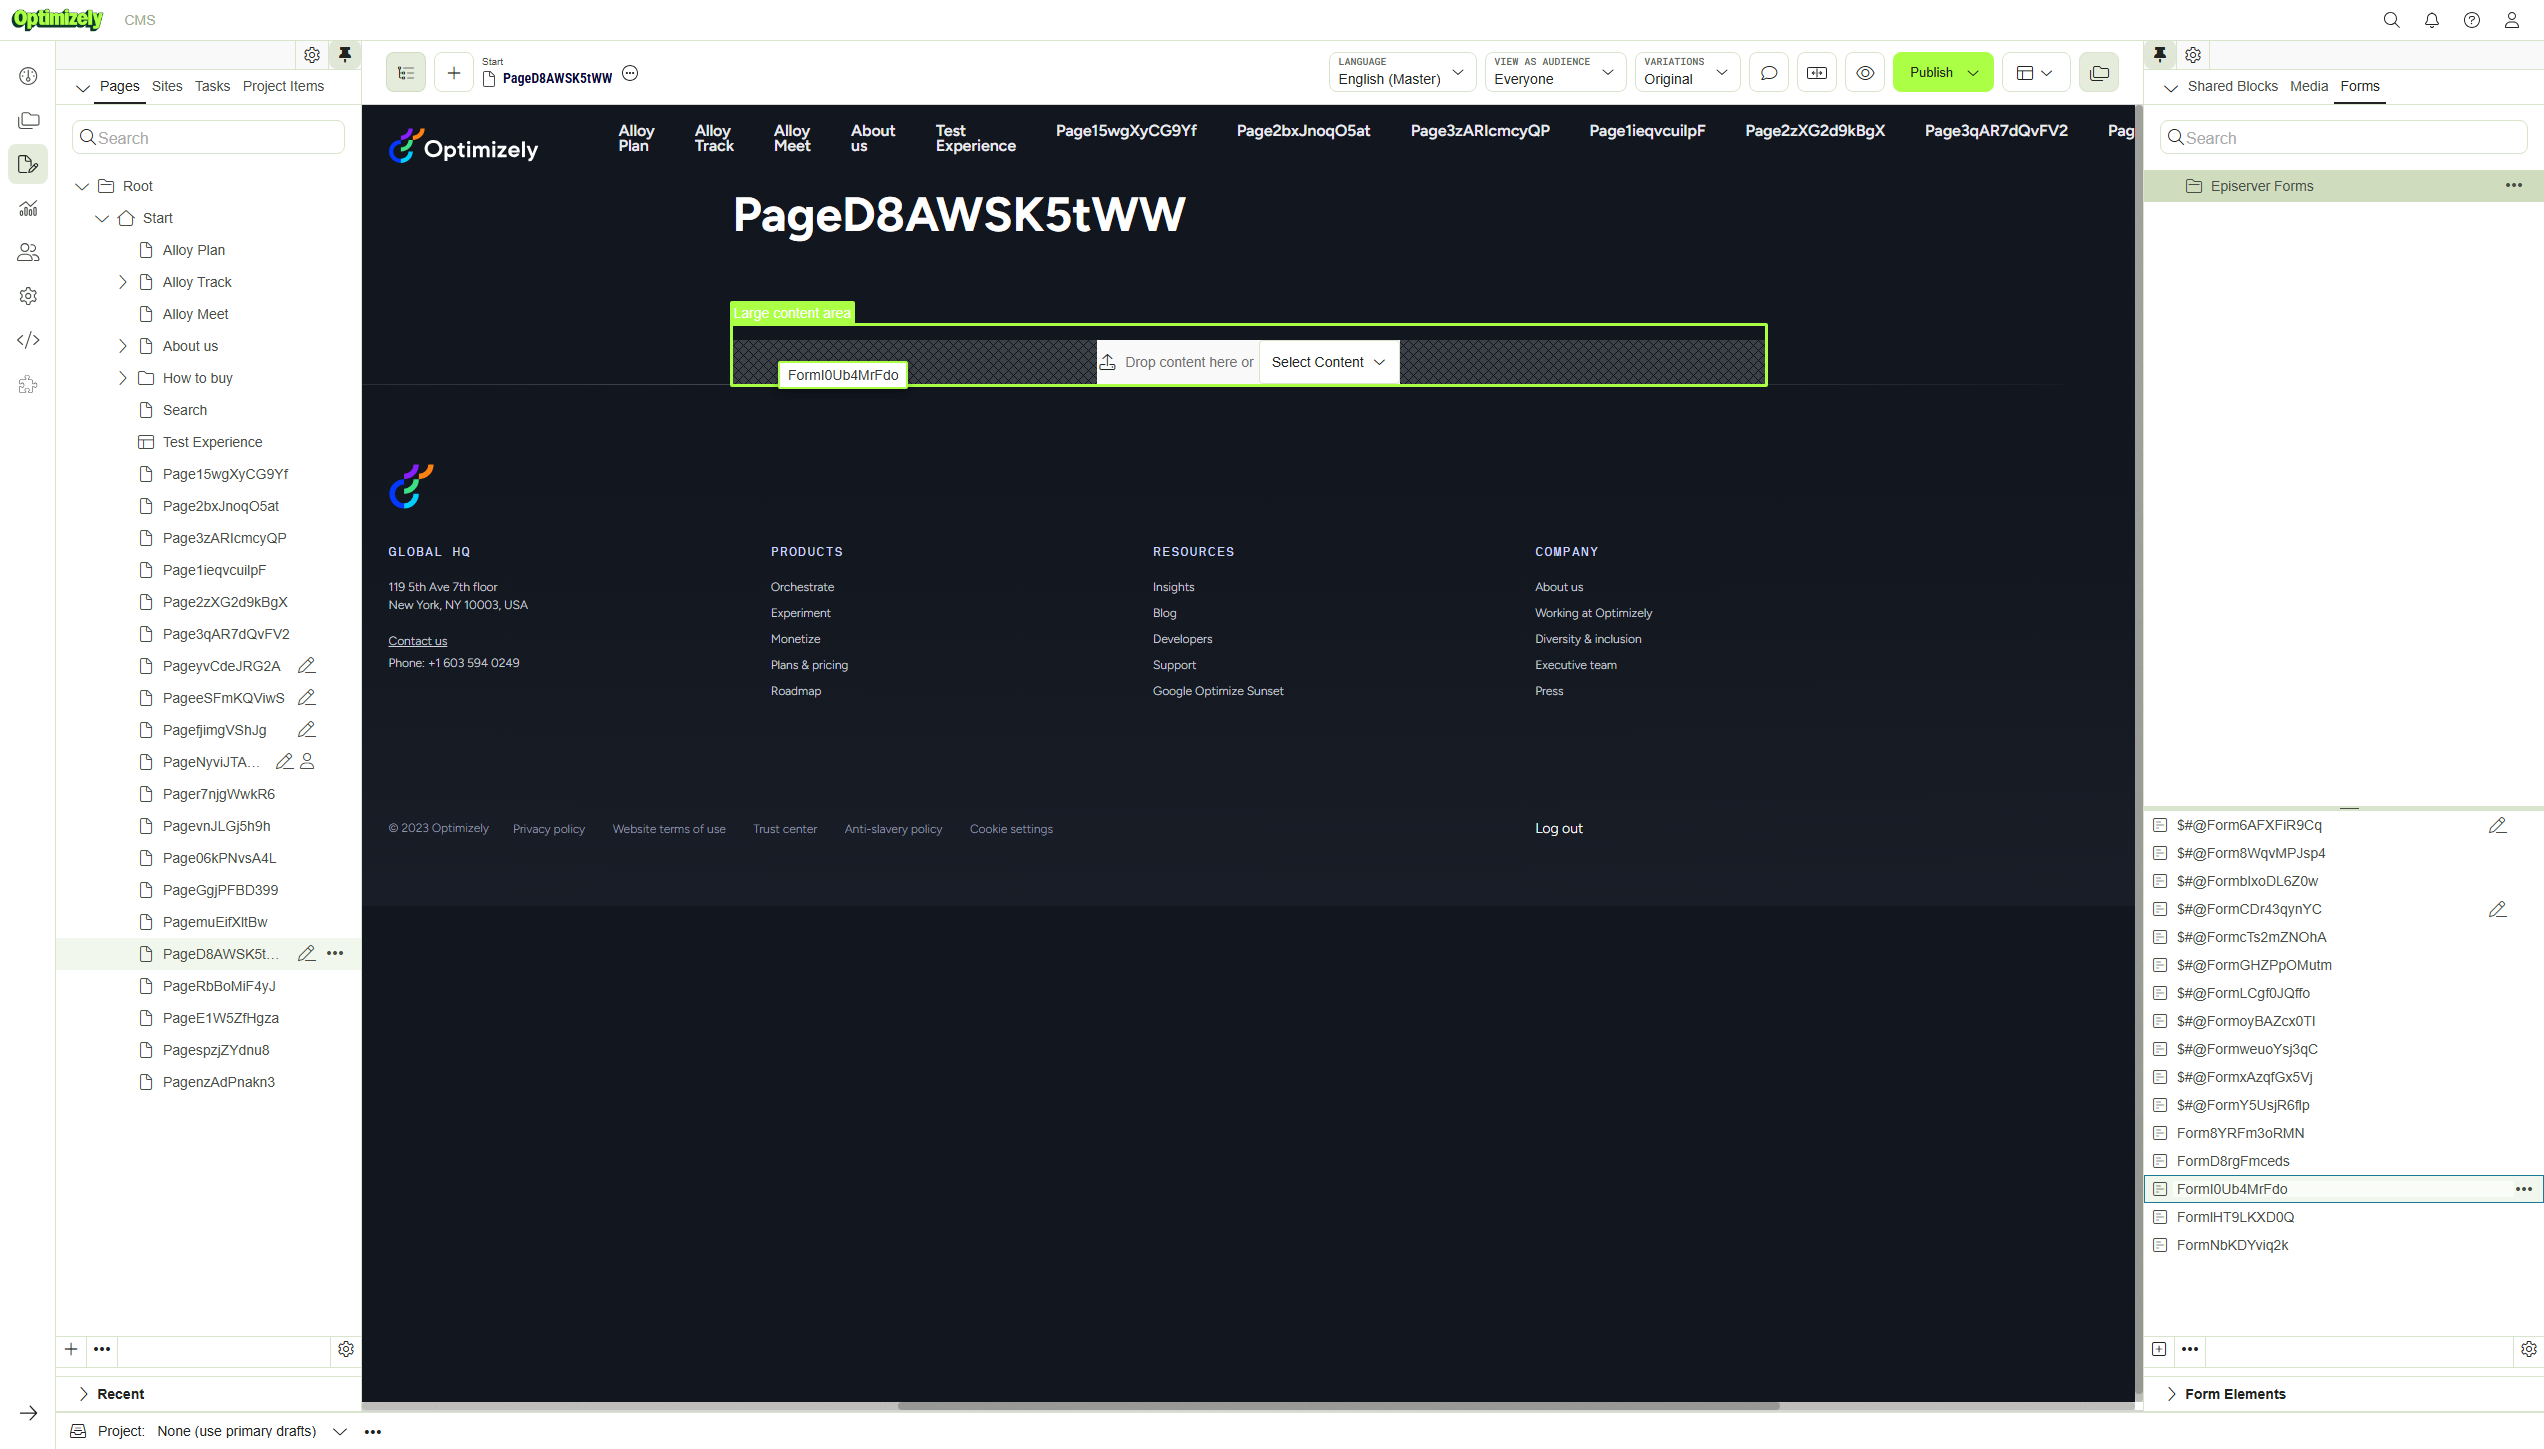 Optimizely CMS
Pages Sites Tasks Project Items
Search
Root
Start
Alloy Plan
Alloy Track
Alloy Meet
About us
How to buy
Search
Test Experience
Page15wgXyCG9Yf
Page2bxJnoqO5at
Page3zARIcmcyQP
Page1ieqvcuilpF
Page2zXG2d9kBgX
Page3qAR7dQvFV2
PageyvCdeJRG2A
PageeSFmKQViwS
PagefjimgVShJg
PageNyviJTA...
Pager7njgWwkR6
PagevnJLGj5h9h
Page06kPNvsA4L
PageGgjPFBD399
PagemuEifXltBw
PageD8AWSK5t...
PageRbBoMiF4yJ
PageE1W5ZfHgza
PagespzjZYdnu8
PagenzAdPnakn3
Recent
Project: None (use primary drafts)
Start
PageD8AWSK5tWW
LANGUAGE
English (Master)
VIEW AS AUDIENCE
Everyone
VARIATIONS
Original
Publish
Optimizely
Alloy Plan
Alloy Track
Alloy Meet
About us
Test Experience
Page15wgXyCG9Yf
Page2bxJnoqO5at
Page3zARIcmcyQP
Page1ieqvcuilpF
Page2zXG2d9kBgX
Page3qAR7dQvFV2
Pag
PageD8AWSK5tWW
Large content area
Drop content here or Select Content
FormI0Ub4MrFdo
GLOBAL HQ
119 5th Ave 7th floor
New York, NY 10003, USA
Contact us
Phone: +1 603 594 0249
PRODUCTS
Orchestrate
Experiment
Monetize
Plans & pricing
Roadmap
RESOURCES
Insights
Blog
Developers
Support
Google Optimize Sunset
COMPANY
About us
Working at Optimizely
Diversity & inclusion
Executive team
Press
© 2023 Optimizely Privacy policy Website terms of use Trust center Anti-slavery policy Cookie settings
Log out
Shared Blocks Media Forms
Search
Episerver Forms
$#@Form6AFXFiR9Cq
$#@Form8WqvMPJsp4
$#@FormbIxoDL6Z0w
$#@FormCDr43qynYC
$#@FormcTs2mZNOhA
$#@FormGHZPpOMutm
$#@FormLCgf0JQffo
$#@FormoyBAZcx0TI
$#@FormweuoYsj3qC
$#@FormxAzqfGx5Vj
$#@FormY5UsjR6flp
Form8YRFm3oRMN
FormD8rgFmceds
FormI0Ub4MrFdo
FormIHT9LKXD0Q
FormNbKDYviq2k
Form Elements